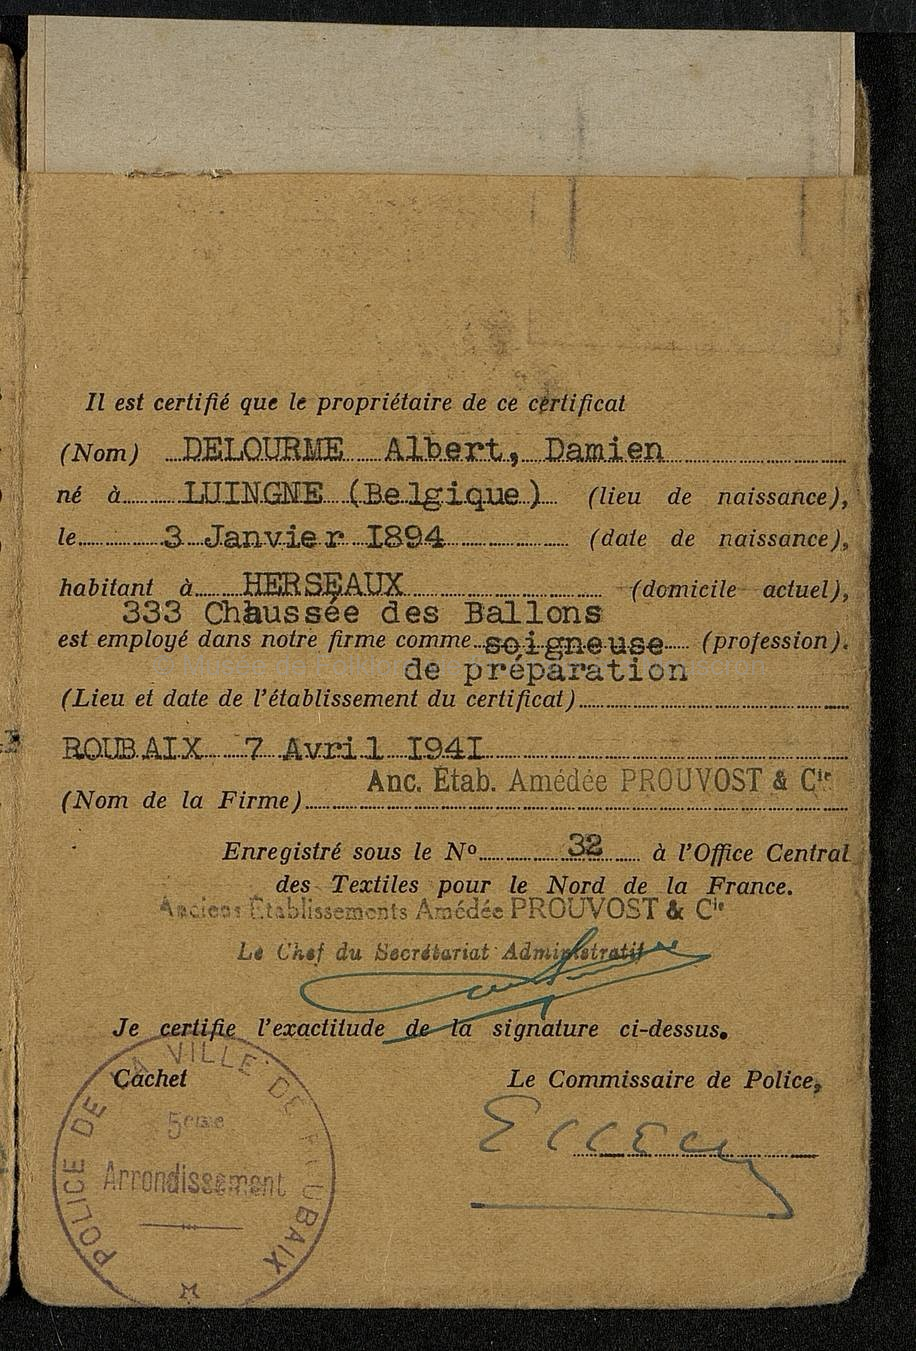 Il est certifié que le propriétaire de ce certificat
(Nom) DELOURME Albert, Damien
né à LUINGNE (Belgique) (lieu de naissance),
le 3 Janvier I894 (date de naissance),
habitant à HERSEAUX (domicile actuel),
333 Chaussée des Ballons
est employé dans notre firme comme soigneuse (profession).
de préparation
(Lieu et date de l'établissement du certificat)
ROUBAIX 7 Avril I94I
Anc. Étab. Amédée PROUVOST & Cie
(Nom de la Firme)
Enregistré sous le No 32 à l'Office Central
des Textiles pour le Nord de la France.
Anciens Établissements Amédée PROUVOST & Cie
Le Chef du Secrétariat Administratif
Je certifie l'exactitude de la signature ci-dessus.
Cachet Le Commissaire de Police,
POLICE DE LA VILLE DE ROUBAIX
5ème
Arrondissement